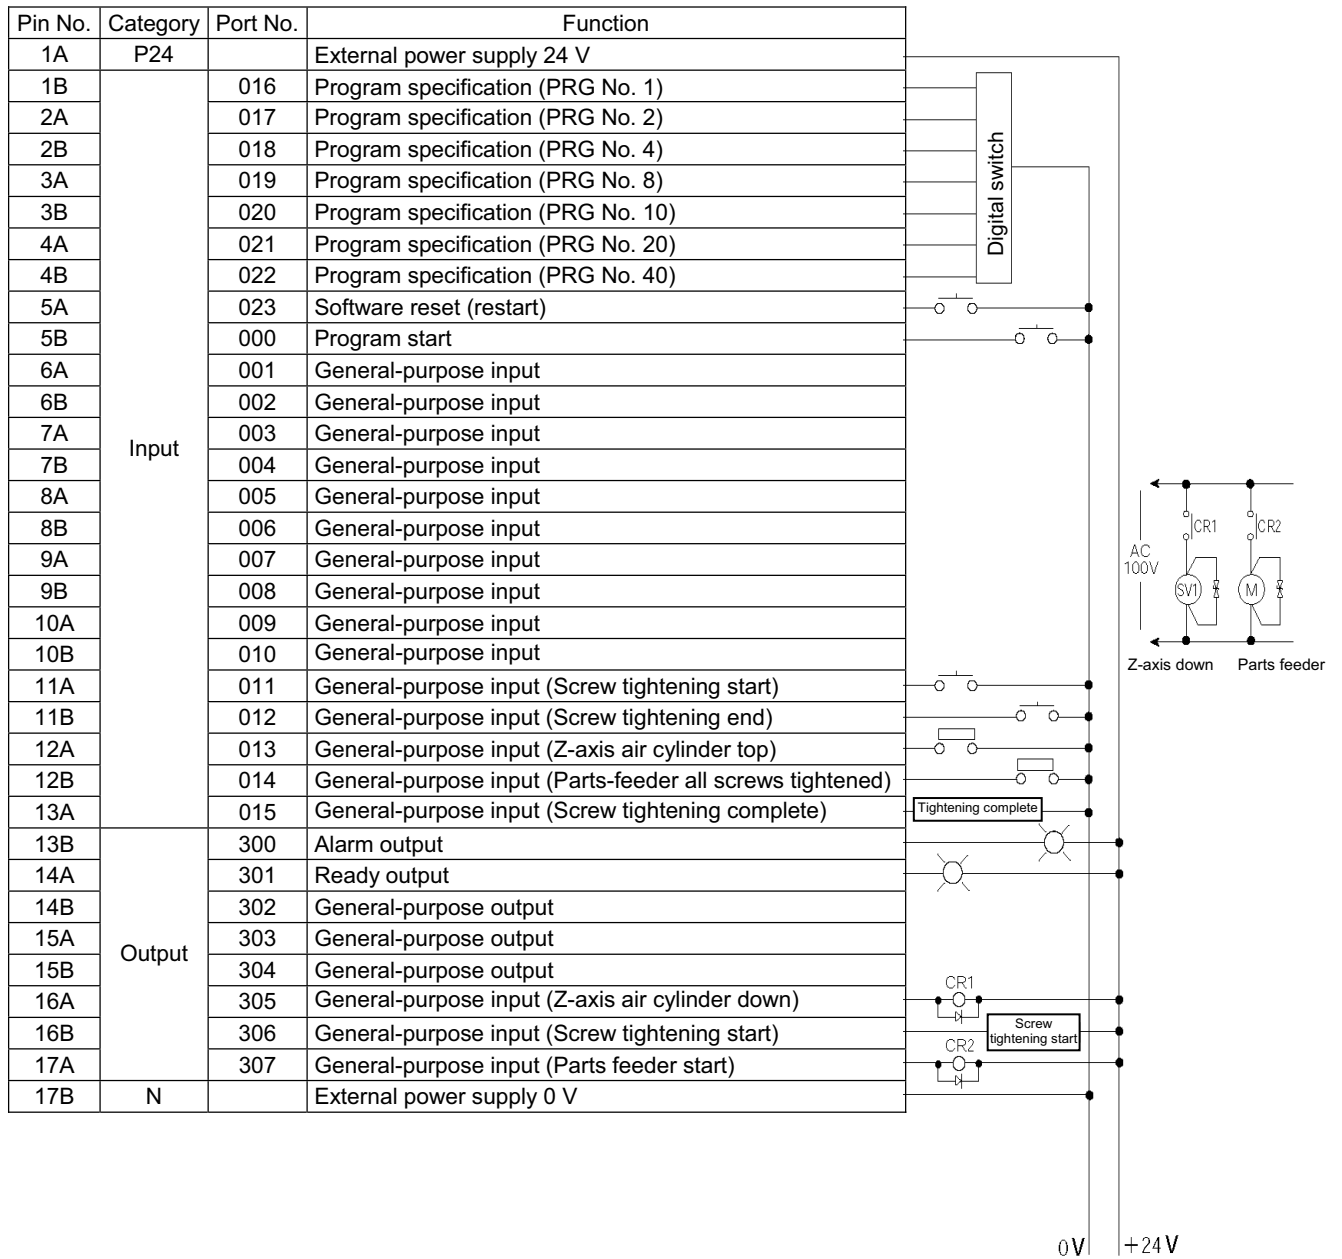 Pin No. Category Port No. Function
1A P24 External power supply 24 V
1B 016 Program specification (PRG No. 1)
2A 017 Program specification (PRG No. 2)
2B 018 Program specification (PRG No. 4)
3A 019 Program specification (PRG No. 8)
3B 020 Program specification (PRG No. 10)
4A 021 Program specification (PRG No. 20)
4B 022 Program specification (PRG No. 40)
Digital switch
5A 023 Software reset (restart)
5B 000 Program start
6A 001 General-purpose input
6B 002 General-purpose input
7A 003 General-purpose input
Input
7B 004 General-purpose input
8A 005 General-purpose input
8B 006 General-purpose input
9A 007 General-purpose input
9B 008 General-purpose input
10A 009 General-purpose input
10B 010 General-purpose input
CR1 CR2
AC
100V
SV1 M
Z-axis down Parts feeder
11A 011 General-purpose input (Screw tightening start)
11B 012 General-purpose input (Screw tightening end)
12A 013 General-purpose input (Z-axis air cylinder top)
12B 014 General-purpose input (Parts-feeder all screws tightened)
13A 015 General-purpose input (Screw tightening complete) Tightening complete
13B 300 Alarm output
14A 301 Ready output
14B 302 General-purpose output
15A 303 General-purpose output
Output
15B 304 General-purpose output
CR1
16A 305 General-purpose input (Z-axis air cylinder down)
16B 306 General-purpose input (Screw tightening start)
Screw
tightening start
CR2
17A 307 General-purpose input (Parts feeder start)
17B N External power supply 0 V
0V +24V